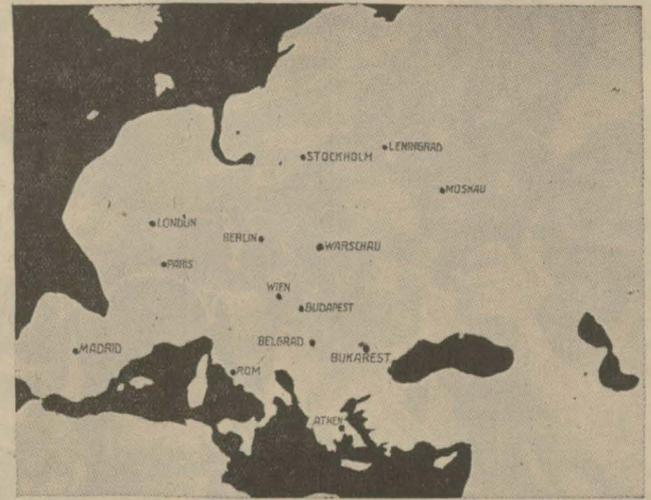 STOCKHOLM
LENINGRAD
MOSKAU
LONDON
BERLIN
WARSCHAU
PARIS
WIEN
BUDAPEST
BELGRAD
BUKAREST
MADRID
ROM
ATHEN